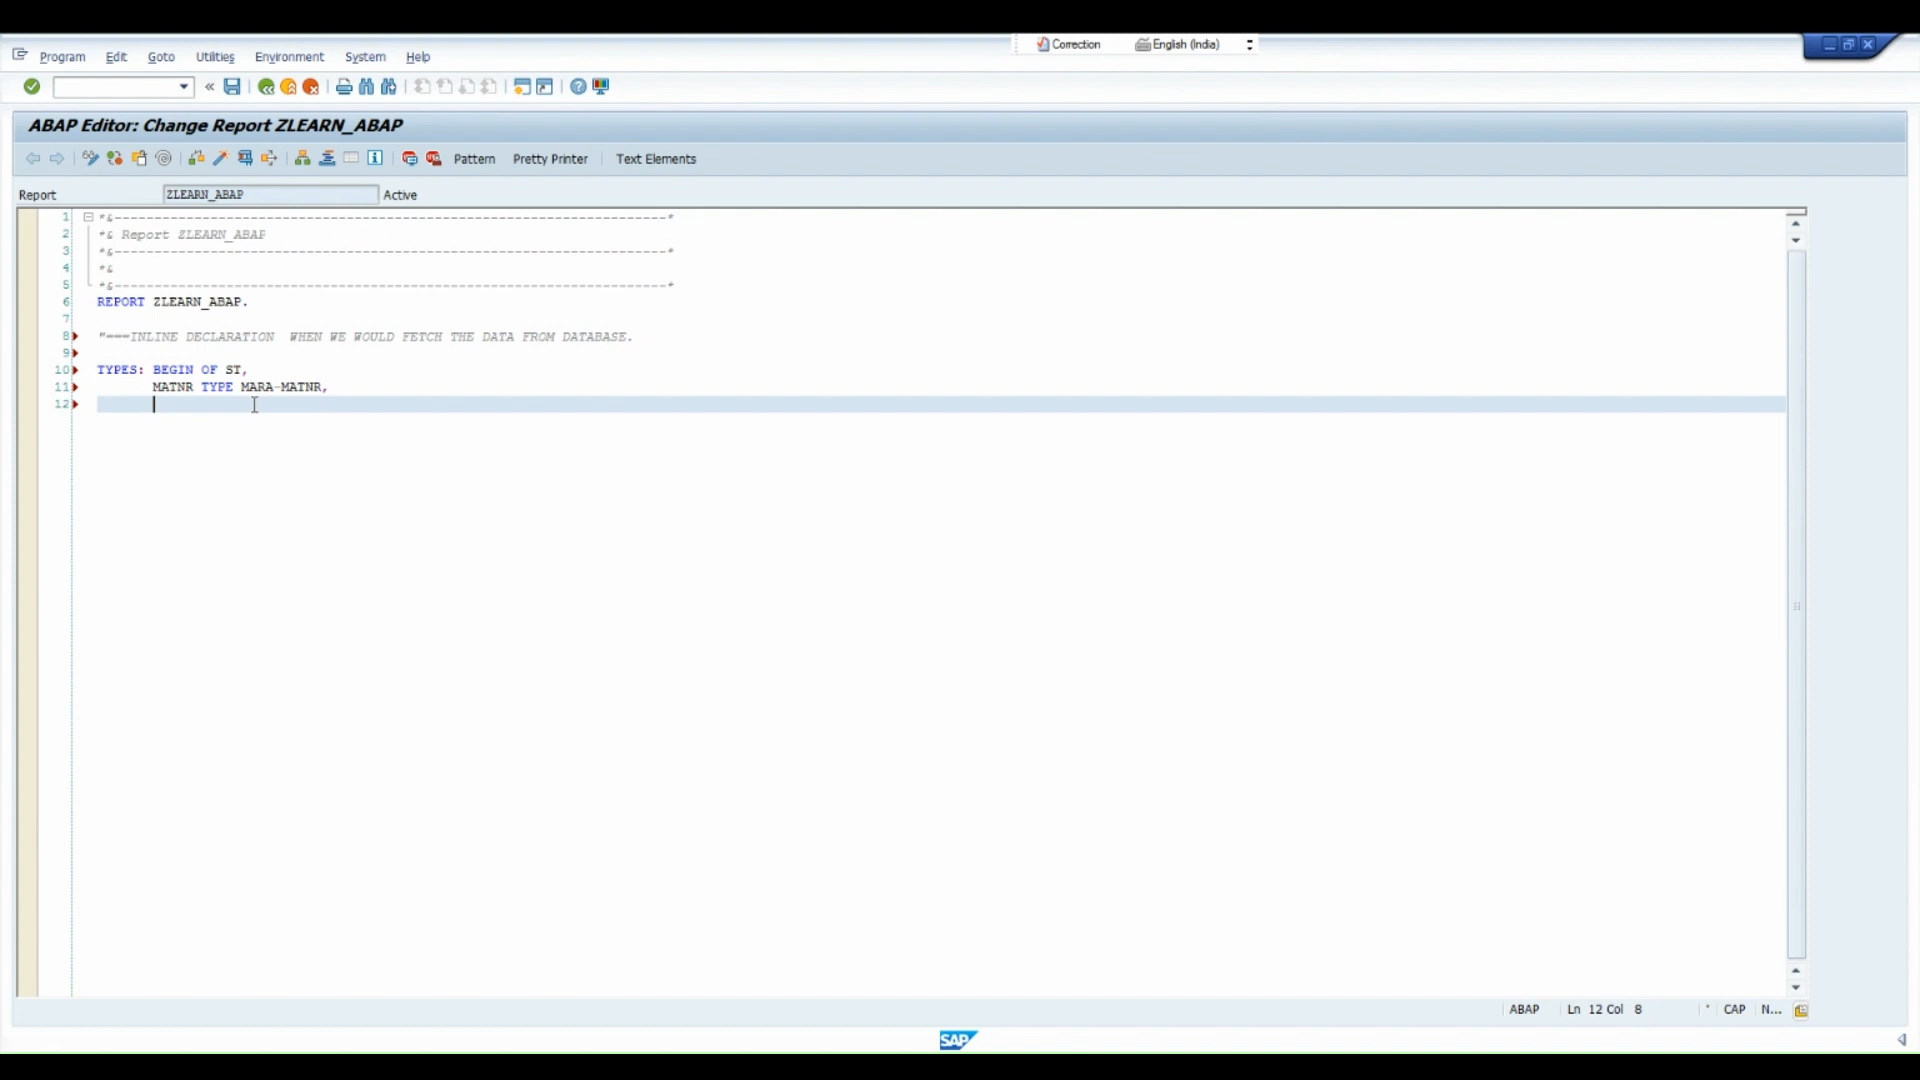 Correction English (India)
Program Edit Goto Utilities Environment System Help
ABAP Editor: Change Report ZLEARN_ABAP
Pattern Pretty Printer Text Elements
Report ZLEARN_ABAP Active
1 *&---------------------------------------------------------------------*
2 *& Report ZLEARN_ABAP
3 *&---------------------------------------------------------------------*
4 *&
5 *&---------------------------------------------------------------------*
6 REPORT ZLEARN_ABAP.
7
8 "===INLINE DECLARATION WHEN WE WOULD FETCH THE DATA FROM DATABASE.
9
10 TYPES: BEGIN OF ST,
11 MATNR TYPE MARA-MATNR,
12
ABAP Ln 12 Col 8 * CAP N...
SAP